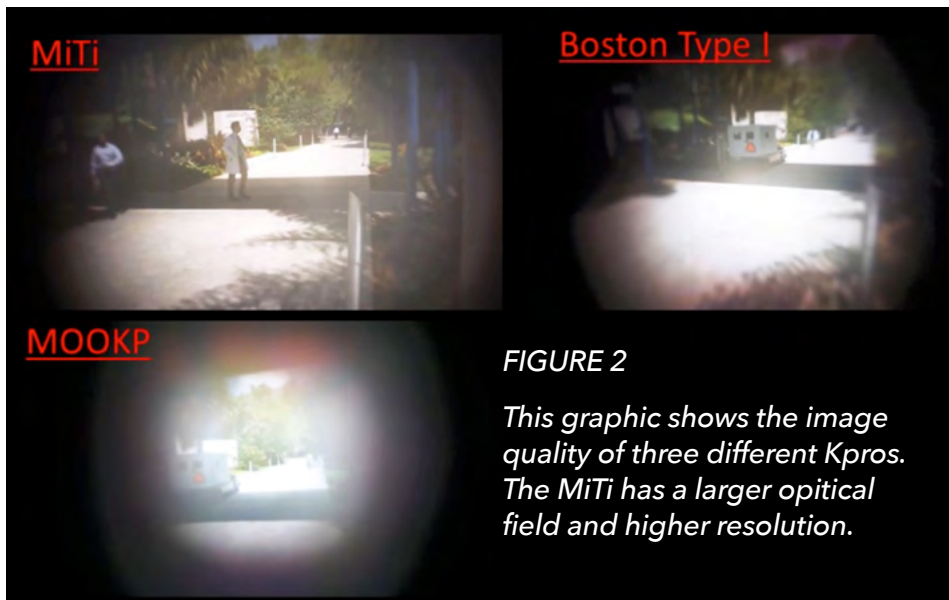 MiTi
Boston Type I
MOOKP
FIGURE 2
This graphic shows the image
quality of three different Kpros.
The MiTi has a larger opitical
field and higher resolution.